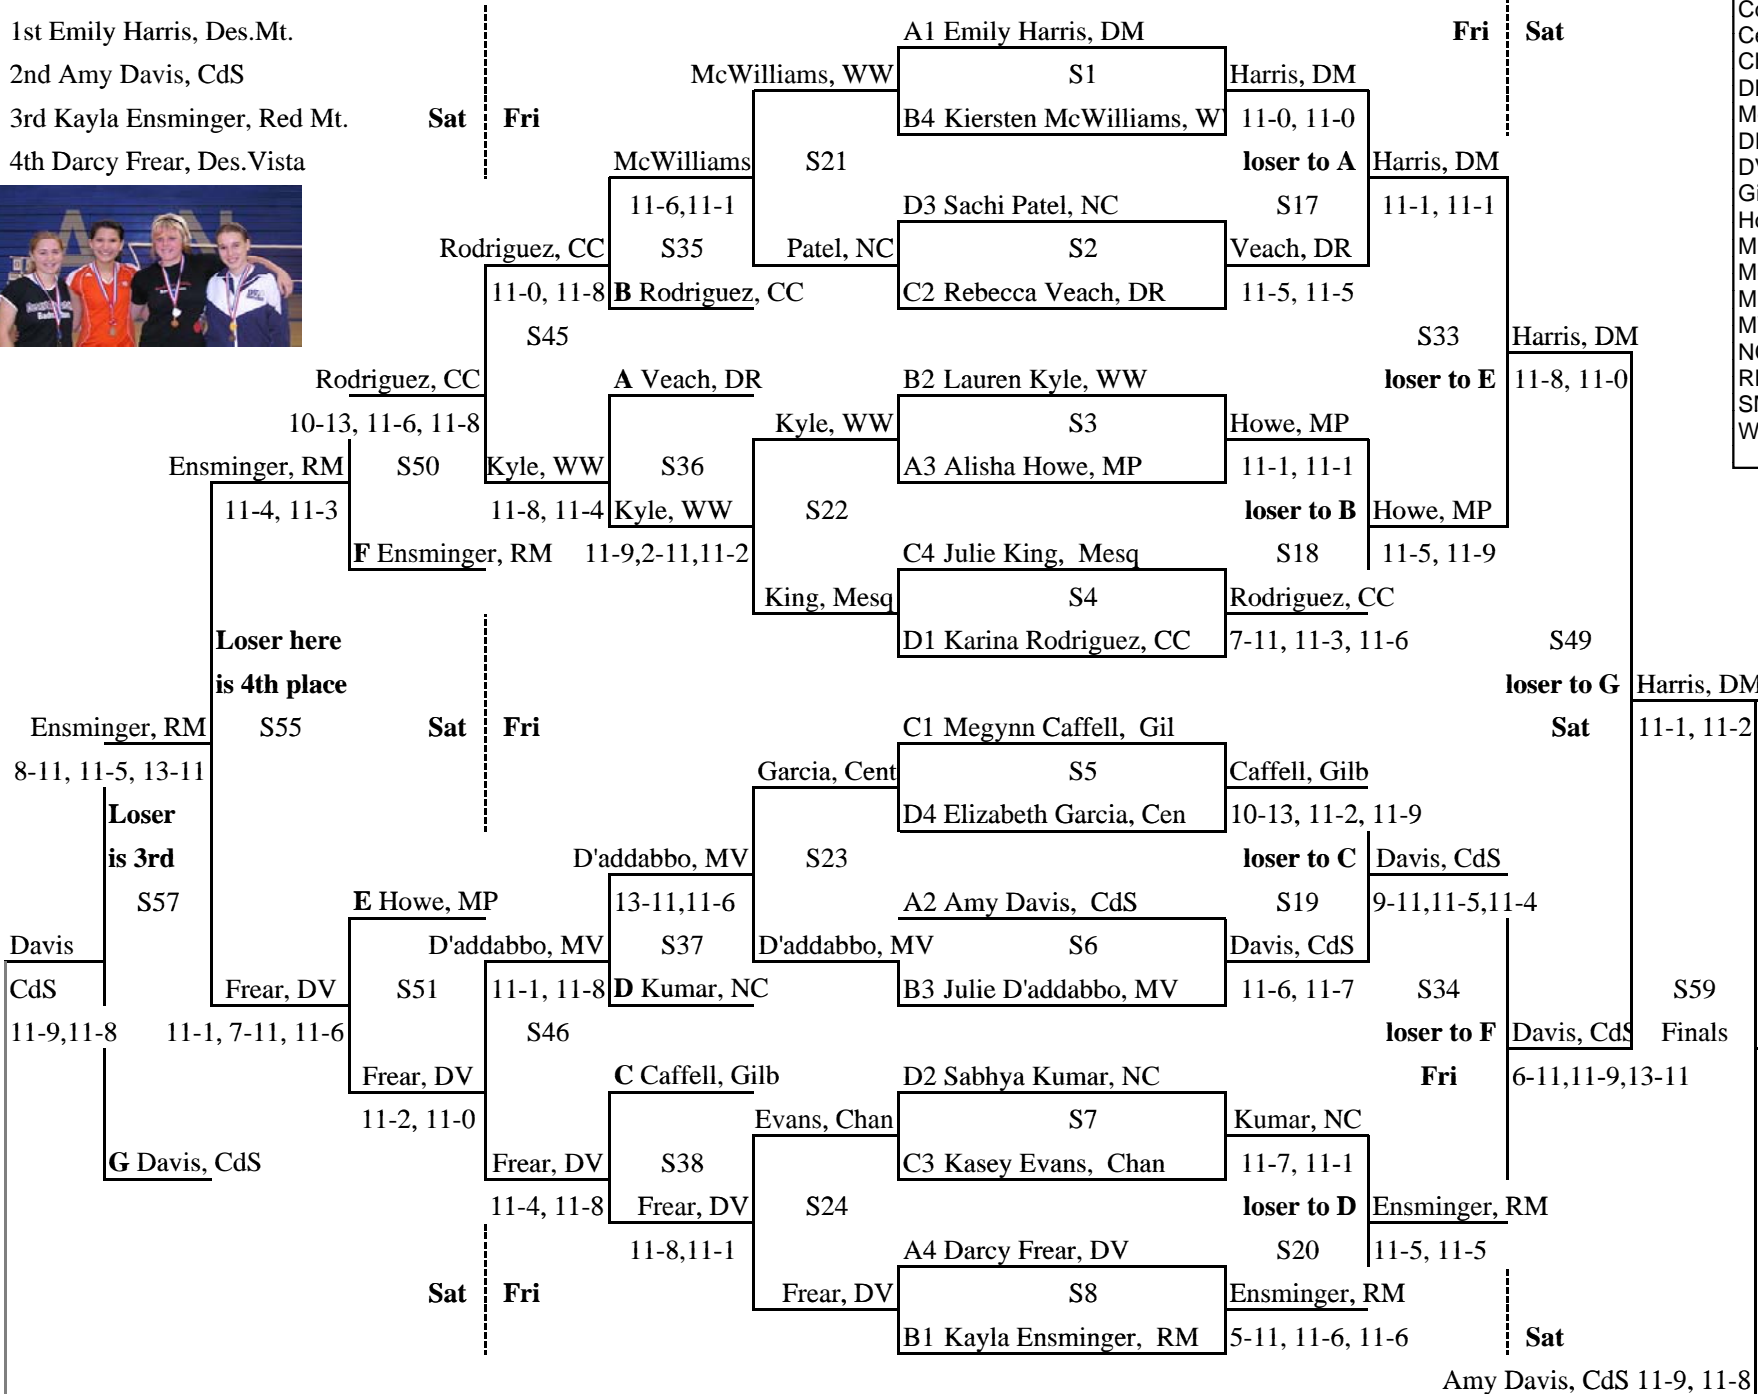 1st Emily Harris, Des.Mt.
2nd Amy Davis, CdS
3rd Kayla Ensminger, Red Mt.
4th Darcy Frear, Des.Vista
Sat Fri
Fri Sat
A1 Emily Harris, DM
McWilliams, WW
S1
Harris, DM
B4 Kiersten McWilliams, W
11-0, 11-0
McWilliams
S21
loser to A
Harris, DM
11-6,11-1
D3 Sachi Patel, NC
S17
11-1, 11-1
Rodriguez, CC
S35
Patel, NC
S2
Veach, DR
11-0, 11-8
B Rodriguez, CC
C2 Rebecca Veach, DR
11-5, 11-5
S45
S33
Harris, DM
Rodriguez, CC
A Veach, DR
B2 Lauren Kyle, WW
loser to E
11-8, 11-0
10-13, 11-6, 11-8
Kyle, WW
S3
Howe, MP
Ensminger, RM
S50
Kyle, WW
S36
A3 Alisha Howe, MP
11-1, 11-1
11-4, 11-3
11-8, 11-4
Kyle, WW
S22
loser to B
Howe, MP
F Ensminger, RM
11-9,2-11,11-2
C4 Julie King, Mesq
S18
11-5, 11-9
King, Mesq
S4
Rodriguez, CC
Loser here
D1 Karina Rodriguez, CC
7-11, 11-3, 11-6
S49
is 4th place
loser to G
Harris, DM
Ensminger, RM
S55
Sat Fri
C1 Megynn Caffell, Gil
Sat
11-1, 11-2
8-11, 11-5, 13-11
Garcia, Cent
S5
Caffell, Gilb
Loser
D4 Elizabeth Garcia, Cen
10-13, 11-2, 11-9
is 3rd
D'addabbo, MV
S23
loser to C
Davis, CdS
S57
E Howe, MP
13-11,11-6
A2 Amy Davis, CdS
S19
9-11,11-5,11-4
Davis
D'addabbo, MV
S37
D'addabbo, MV
S6
Davis, CdS
CdS
Frear, DV
S51
11-1, 11-8
D Kumar, NC
B3 Julie D'addabbo, MV
11-6, 11-7
S34
S59
11-9,11-8
11-1, 7-11, 11-6
S46
loser to F
Davis, CdS
Finals
Frear, DV
C Caffell, Gilb
D2 Sabhya Kumar, NC
Fri
6-11,11-9,13-11
11-2, 11-0
Evans, Chan
S7
Kumar, NC
G Davis, CdS
Frear, DV
S38
C3 Kasey Evans, Chan
11-7, 11-1
11-4, 11-8
Frear, DV
S24
loser to D
Ensminger, RM
11-8,11-1
A4 Darcy Frear, DV
S20
11-5, 11-5
Sat Fri
Frear, DV
S8
Ensminger, RM
B1 Kayla Ensminger, RM
5-11, 11-6, 11-6
Sat
Amy Davis, CdS 11-9, 11-8